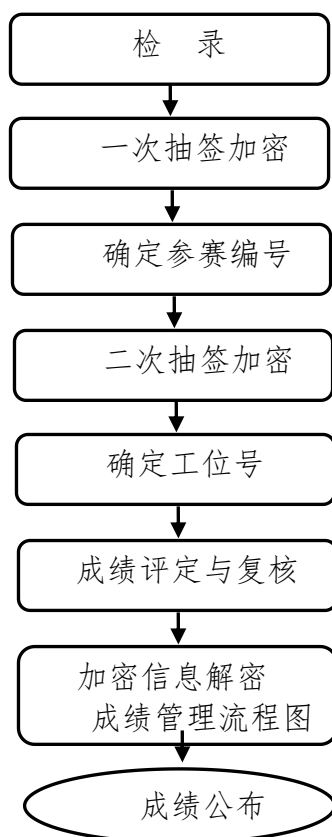 检 录
一次抽签加密
确定参赛编号
二次抽签加密
确定工位号
成绩评定与复核
加密信息解密
成绩管理流程图
成绩公布